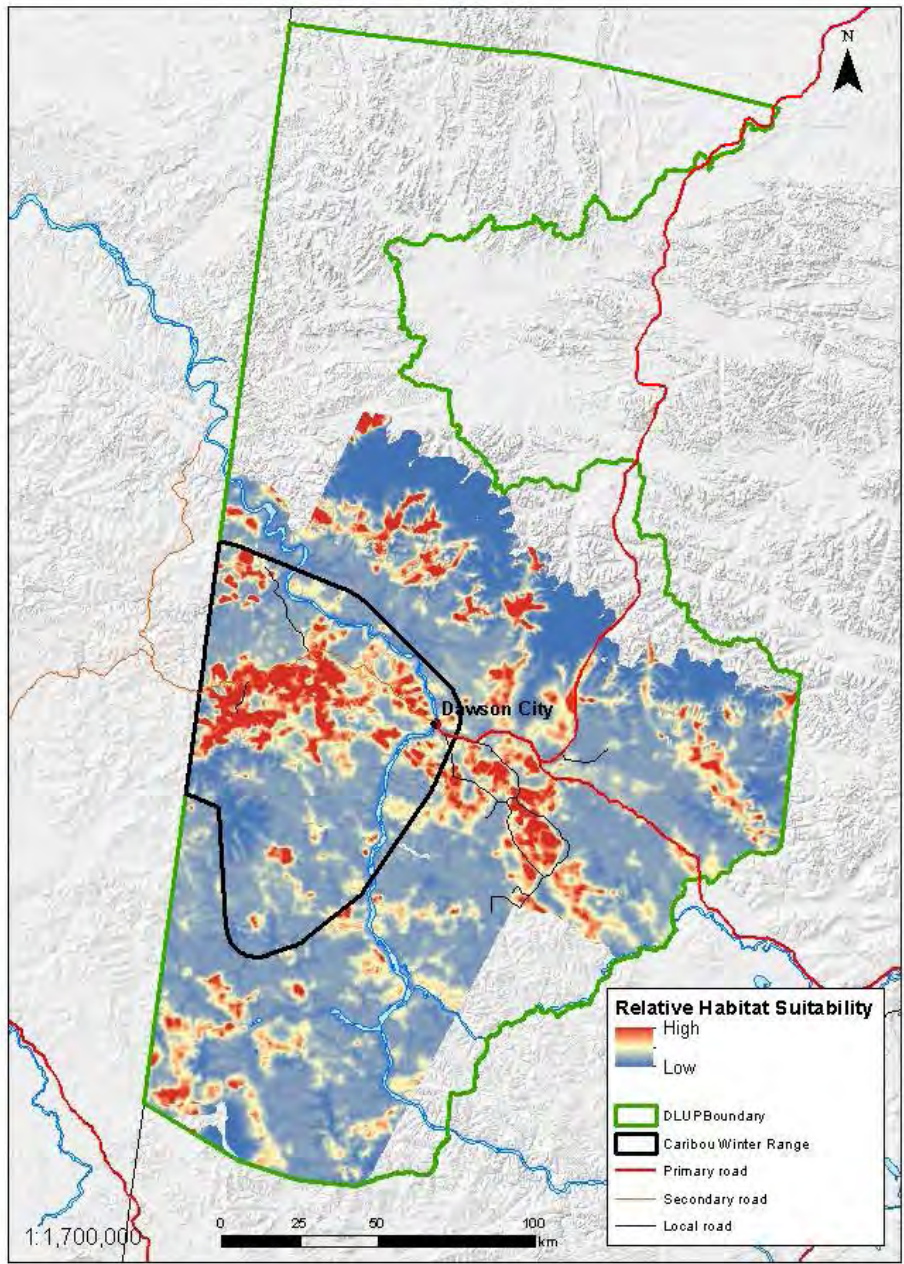 N
Dawson City
Relative Habitat Suitability
High
Low
DLUPBoundary
Caribou Winter Range
Primary road
Secondary road
Local road
1:1,700,000
0 25 50 100
km